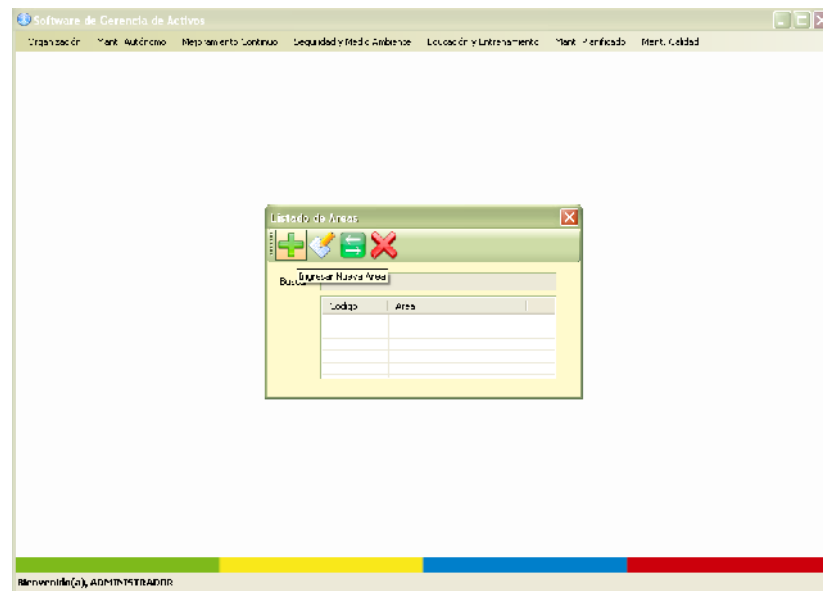 Software de Gerencia de Activos
Organización Mant. Autónomo Mejoramiento Continuo Seguridad y Medio Ambiente Educación y Entrenamiento Mant. Planificado Mant. Calidad
Listado de Areas
Ingresar Nueva Area
Buscar
Codigo Area
Bienvenido(a), ADMINISTRADOR